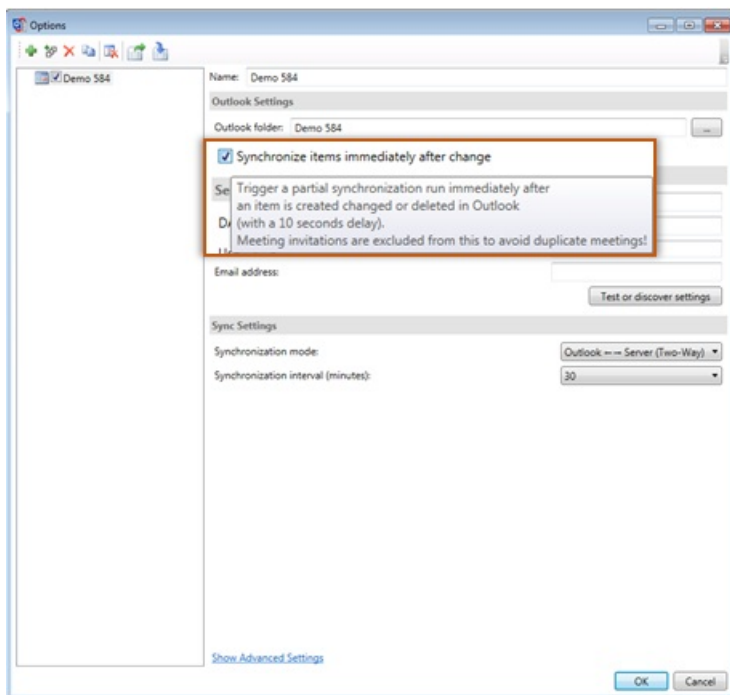 Options
Demo 584
Name: Demo 584
Outlook Settings
Outlook folder: Demo 584 ...
Synchronize items immediately after change
Se
Trigger a partial synchronization run immediately after
an item is created changed or deleted in Outlook
(with a 10 seconds delay).
Meeting invitations are excluded from this to avoid duplicate meetings!
Email address:
Test or discover settings
Sync Settings
Synchronization mode: Outlook ←→ Server (Two-Way)
Synchronization interval (minutes): 30
Show Advanced Settings
OK Cancel